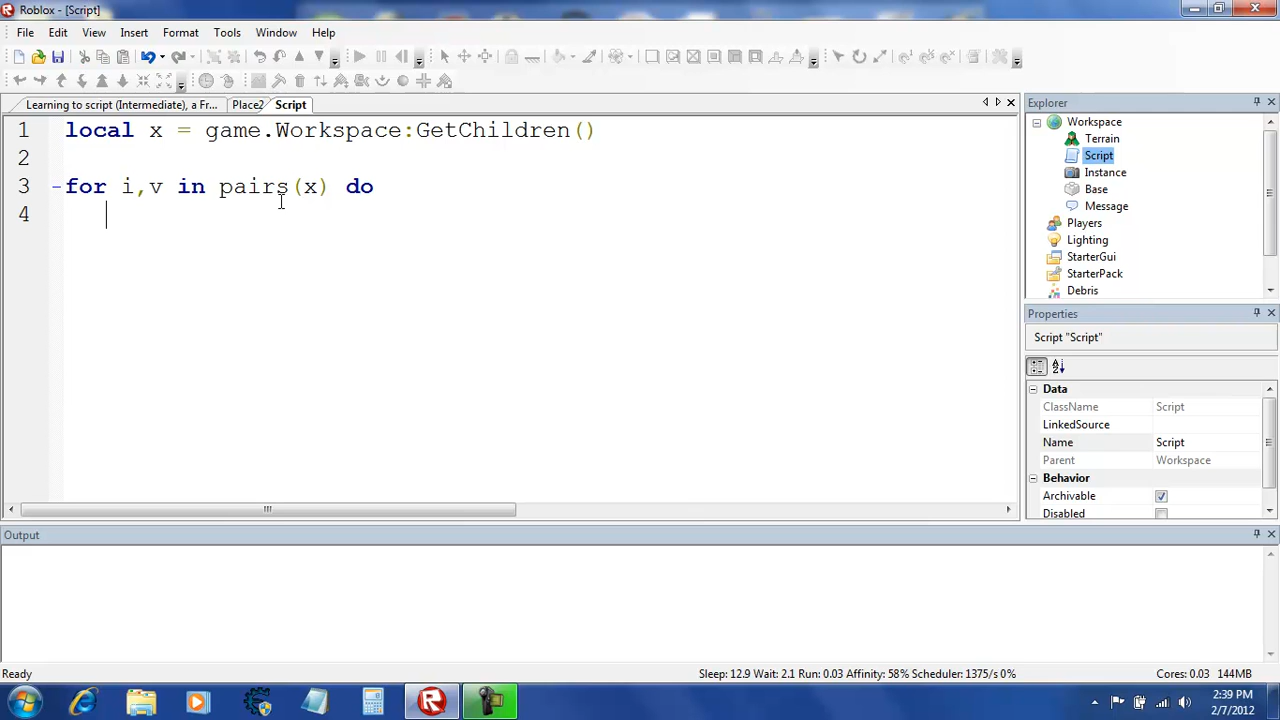 Roblox - [Script]
File Edit View Insert Format Tools Window Help
Learning to script (Intermediate), a Fr... Place2 Script
1 local x = game.Workspace:GetChildren()
2
3 for i,v in pairs(x) do
4
Explorer
Workspace
Terrain
Script
Instance
Base
Message
Players
Lighting
StarterGui
StarterPack
Debris
Properties
Script "Script"
Data
ClassName Script
LinkedSource
Name Script
Parent Workspace
Behavior
Archivable
Disabled
Output
Ready
Sleep: 12.9 Wait: 2.1 Run: 0.03 Affinity: 58% Scheduler: 1375/s 0%
Cores: 0.03 144MB
2:39 PM
2/7/2012